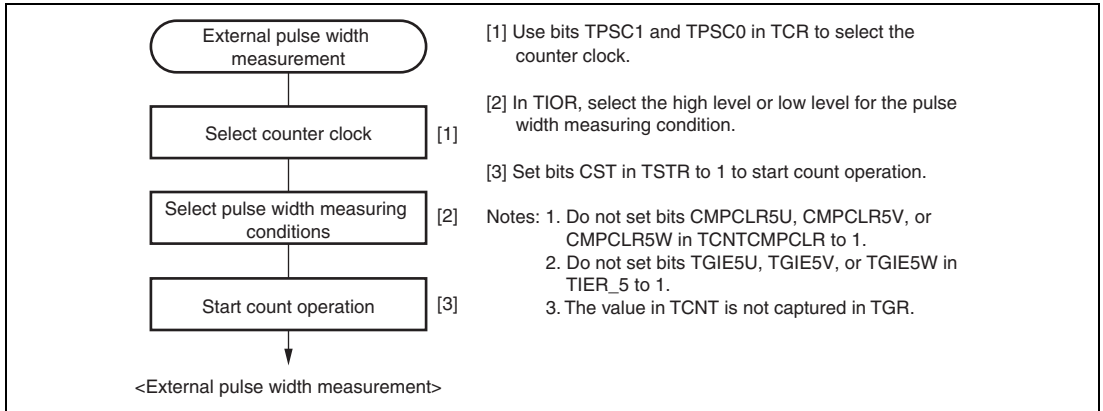 External pulse width
measurement
Select counter clock
[1]
Select pulse width measuring
conditions
[2]
Start count operation
[3]
<External pulse width measurement>
[1] Use bits TPSC1 and TPSC0 in TCR to select the
counter clock.
[2] In TIOR, select the high level or low level for the pulse
width measuring condition.
[3] Set bits CST in TSTR to 1 to start count operation.
Notes: 1. Do not set bits CMPCLR5U, CMPCLR5V, or
CMPCLR5W in TCNTCMPCLR to 1.
2. Do not set bits TGIE5U, TGIE5V, or TGIE5W in
TIER_5 to 1.
3. The value in TCNT is not captured in TGR.